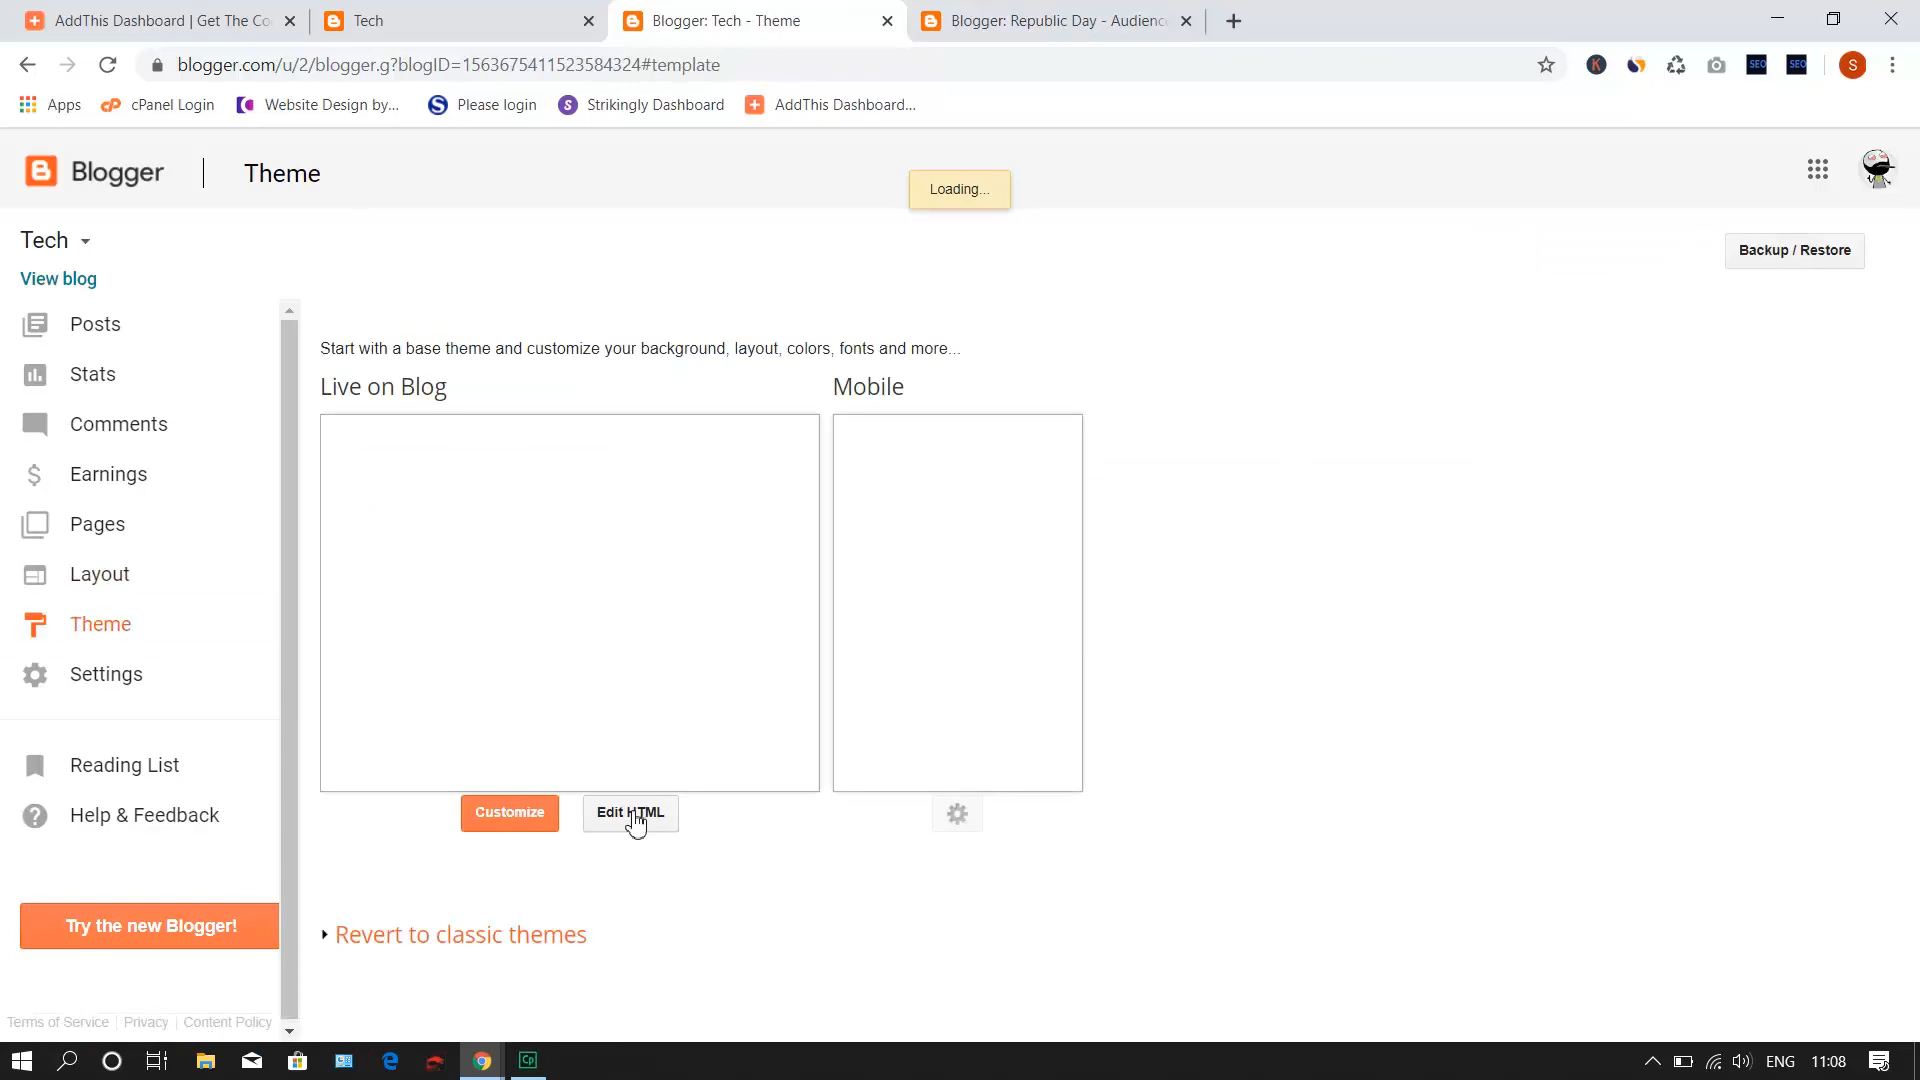 AddThis Dashboard | Get The Co
Tech
Blogger: Tech - Theme
Blogger: Republic Day - Audienc
blogger.com/u/2/blogger.g?blogID=1563675411523584324#template
K
SEO
SEO
S
Apps
cPanel Login
Website Design by...
Please login
Strikingly Dashboard
AddThis Dashboard...
Blogger
Theme
Loading...
Tech
View blog
Backup / Restore
Posts
Stats
Comments
Earnings
Pages
Layout
Theme
Settings
Reading List
Help & Feedback
Try the new Blogger!
Terms of Service | Privacy | Content Policy
Start with a base theme and customize your background, layout, colors, fonts and more...
Live on Blog
Mobile
Customize
Edit HTML
Revert to classic themes
Cp
ENG
11:08